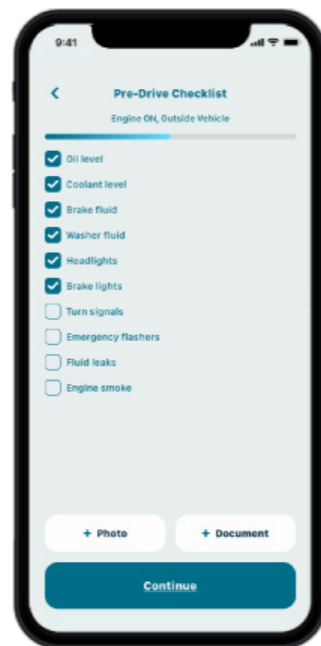 9:41
Pre-Drive Checklist
Engine ON, Outside Vehicle
Oil level
Coolant level
Brake fluid
Washer fluid
Headlights
Brake lights
Turn signals
Emergency flashers
Fluid leaks
Engine smoke
+ Photo + Document
Continue